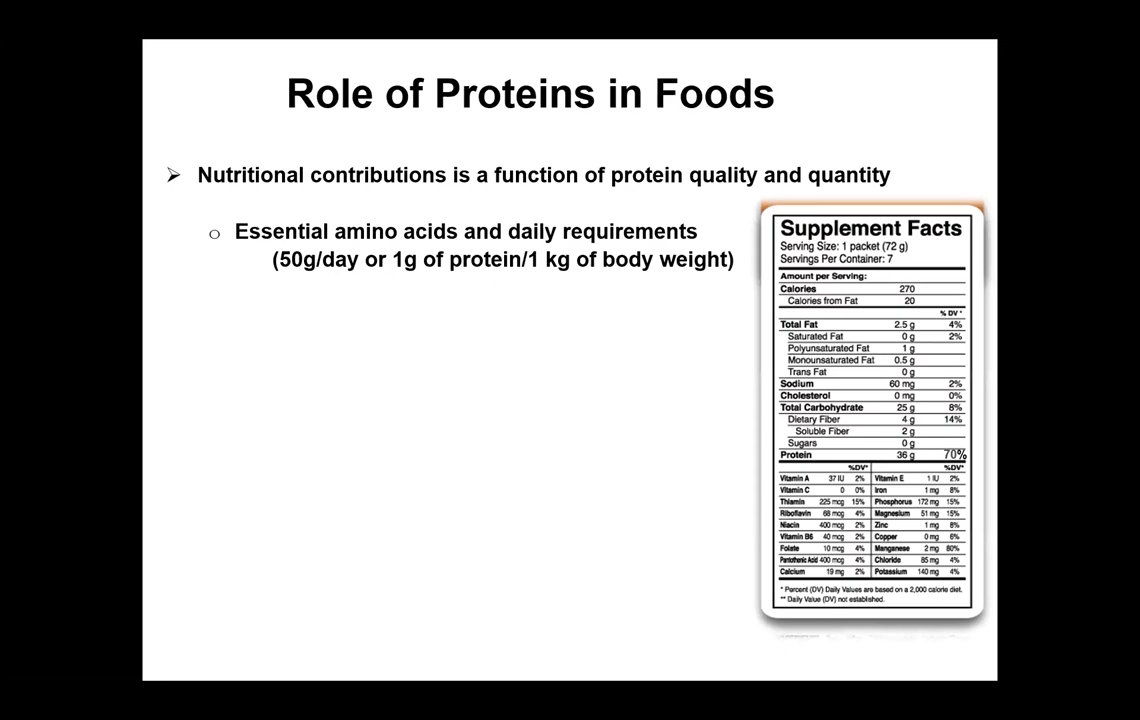 Role of Proteins in Foods
➢ Nutritional contributions is a function of protein quality and quantity
o Essential amino acids and daily requirements
(50g/day or 1g of protein/1 kg of body weight)
Supplement Facts
Serving Size: 1 packet (72 g)
Servings Per Container: 7
Amount per Serving:
Calories 270
Calories from Fat 20
% DV *
Total Fat 2.5 g 4%
Saturated Fat 0 g 2%
Polyunsaturated Fat 1 g
Monounsaturated Fat 0.5 g
Trans Fat 0 g
Sodium 60 mg 2%
Cholesterol 0 mg 0%
Total Carbohydrate 25 g 8%
Dietary Fiber 4 g 14%
Soluble Fiber 2 g
Sugars 0 g
Protein 36 g 70%
%DV* %DV*
Vitamin A 37 IU 2% Vitamin E 1 IU 2%
Vitamin C 0 0% Iron 1 mg 8%
Thiamin 225 mcg 15% Phosphorus 172 mg 15%
Riboflavin 68 mcg 4% Magnesium 51 mg 15%
Niacin 400 mcg 2% Zinc 1 mg 8%
Vitamin B6 40 mcg 2% Copper 0 mg 6%
Folate 10 mcg 4% Manganese 2 mg 80%
Pantothenic Acid 400 mcg 4% Chloride 85 mg 4%
Calcium 19 mg 2% Potassium 140 mg 4%
* Percent (DV) Daily Values are based on a 2,000 calorie diet.
** Daily Value (DV) not established.